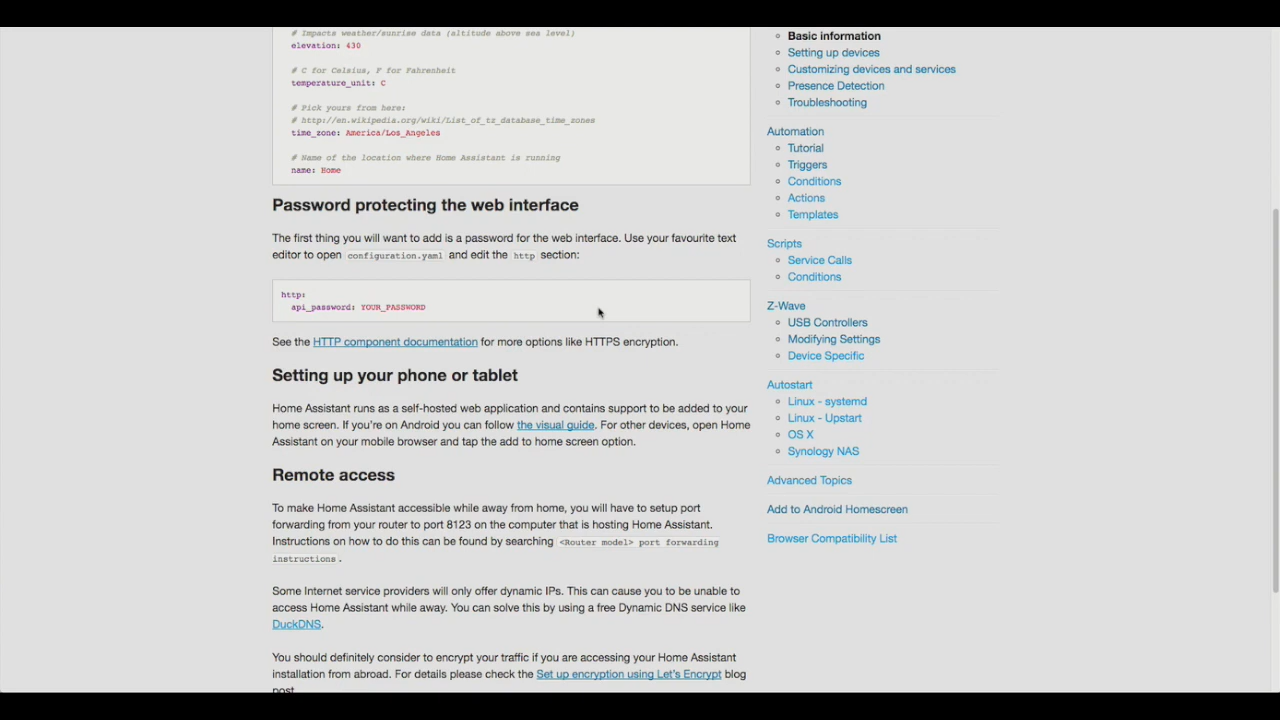 # Impacts weather/sunrise data (altitude above sea level)
elevation: 430
# C for Celsius, F for Fahrenheit
temperature_unit: C
# Pick yours from here:
# http://en.wikipedia.org/wiki/List_of_tz_database_time_zones
time_zone: America/Los_Angeles
# Name of the location where Home Assistant is running
name: Home
Password protecting the web interface
The first thing you will want to add is a password for the web interface. Use your favourite text
editor to open configuration.yaml and edit the http section:
http:
api_password: YOUR_PASSWORD
See the HTTP component documentation for more options like HTTPS encryption.
Setting up your phone or tablet
Home Assistant runs as a self-hosted web application and contains support to be added to your
home screen. If you're on Android you can follow the visual guide. For other devices, open Home
Assistant on your mobile browser and tap the add to home screen option.
Remote access
To make Home Assistant accessible while away from home, you will have to setup port
forwarding from your router to port 8123 on the computer that is hosting Home Assistant.
Instructions on how to do this can be found by searching <Router model> port forwarding
instructions.
Some Internet service providers will only offer dynamic IPs. This can cause you to be unable to
access Home Assistant while away. You can solve this by using a free Dynamic DNS service like
DuckDNS.
You should definitely consider to encrypt your traffic if you are accessing your Home Assistant
installation from abroad. For details please check the Set up encryption using Let's Encrypt blog
post
Basic information
Setting up devices
Customizing devices and services
Presence Detection
Troubleshooting
Automation
Tutorial
Triggers
Conditions
Actions
Templates
Scripts
Service Calls
Conditions
Z-Wave
USB Controllers
Modifying Settings
Device Specific
Autostart
Linux - systemd
Linux - Upstart
OS X
Synology NAS
Advanced Topics
Add to Android Homescreen
Browser Compatibility List